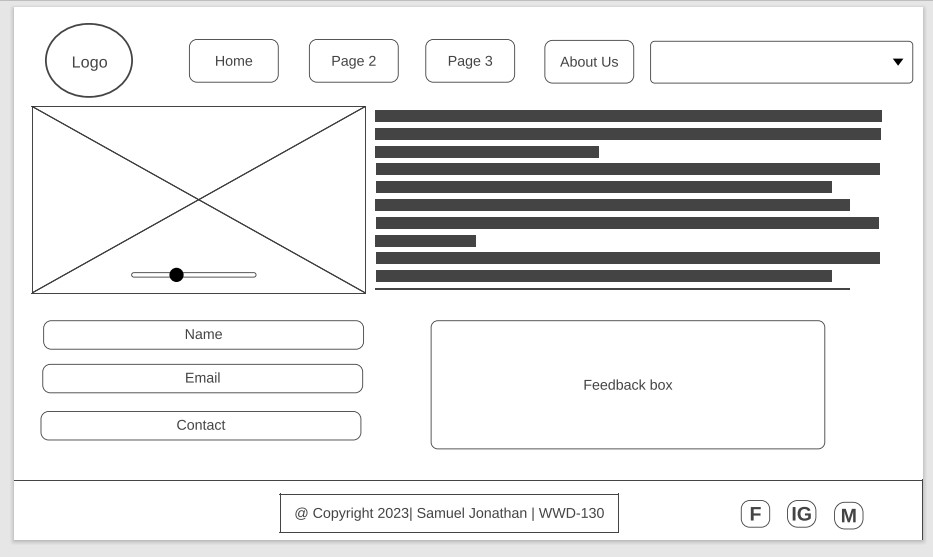 Logo
Home
Page 2
Page 3
About Us
Name
Email
Contact
Feedback box
@ Copyright 2023| Samuel Jonathan | WWD-130
F
IG
M